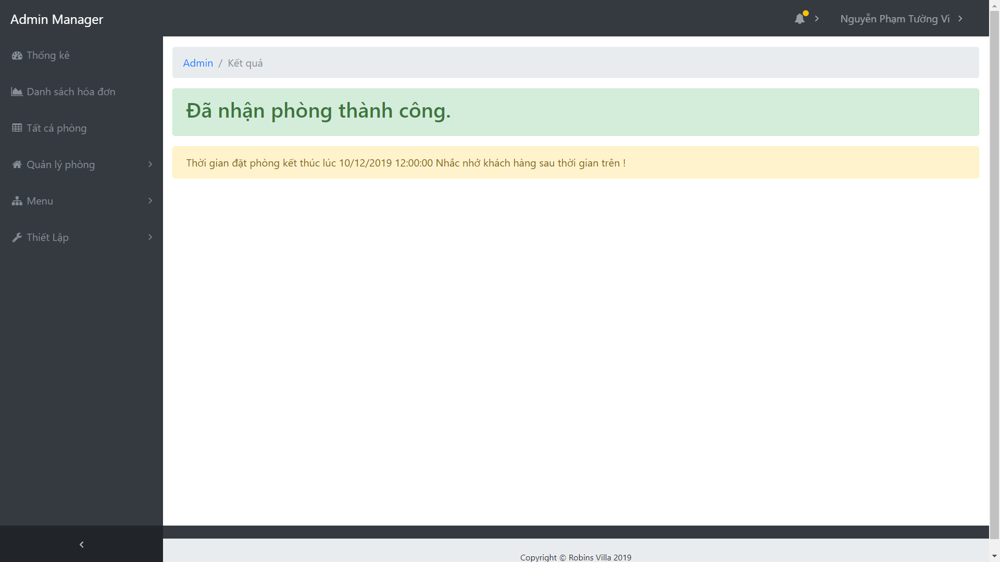 Admin Manager
Nguyễn Phạm Tường Vi
Thống kê
Danh sách hóa đơn
Tất cả phòng
Quản lý phòng
Menu
Thiết Lập
Admin / Kết quả
Đã nhận phòng thành công.
Thời gian đặt phòng kết thúc lúc 10/12/2019 12:00:00 Nhắc nhở khách hàng sau thời gian trên !
Copyright © Robins Villa 2019